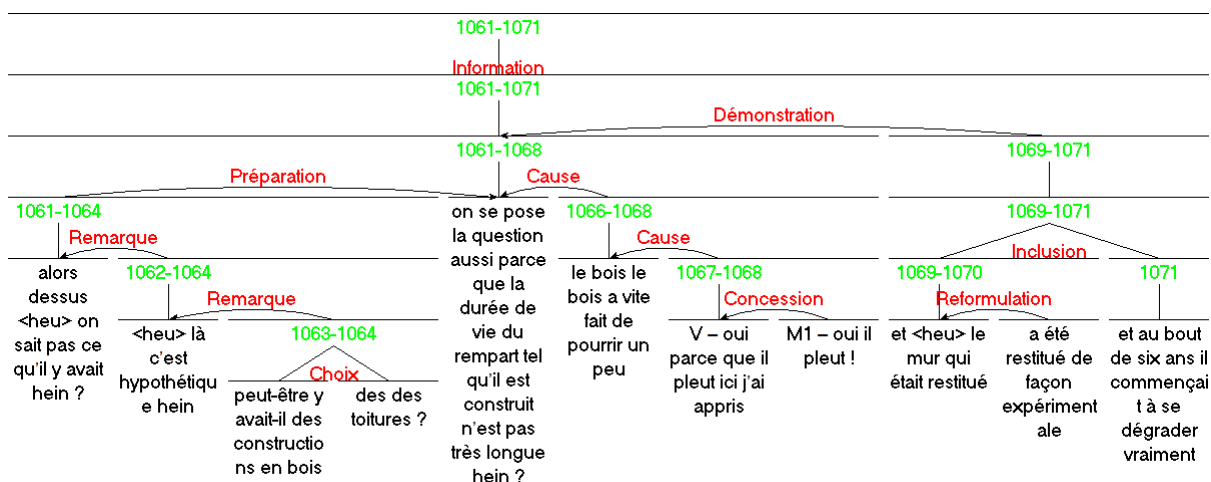 1061-1071
Information
1061-1071
Démonstration
1061-1068
1069-1071
Préparation
Cause
1061-1064
1066-1068
1069-1071
Remarque
Cause
Inclusion
alors
dessus
<heu> on
sait pas ce
qu'il y avait
hein ?
1062-1064
Remarque
<heu> là
c'est
hypothétiqu
e hein
1063-1064
Choix
peut-être y
avait-il des
constructio
ns en bois
des des
toitures ?
on se pose
la question
aussi parce
que la
durée de
vie du
rempart tel
qu'il est
construit
n'est pas
très longue
hein ?
le bois le
bois a vite
fait de
pourrir un
peu
1067-1068
Concession
V – oui
parce que il
pleut ici j'ai
appris
M1 – oui il
pleut !
1069-1070
Reformulation
et <heu> le
mur qui
était restitué
a été
restitué de
façon
expériment
ale
1071
et au bout
de six ans il
commençai
t à se
dégrader
vraiment